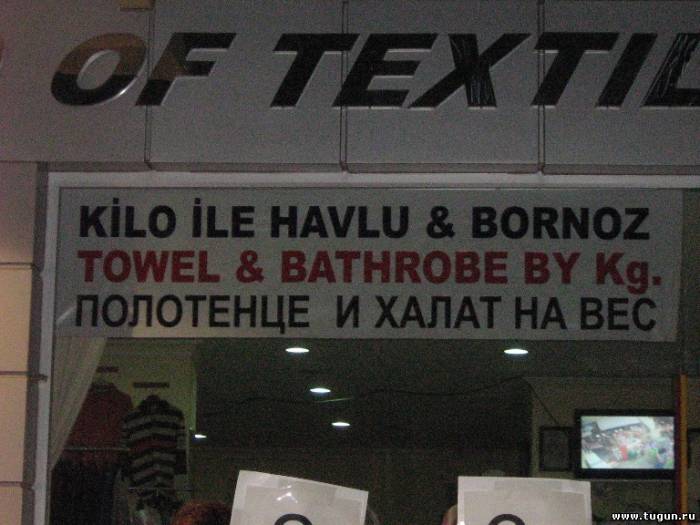 OF TEXTIL
KİLO İLE HAVLU & BORNOZ
TOWEL & BATHROBE BY Kg.
ПОЛОТЕНЦЕ И ХАЛАТ НА ВЕС
www.tugun.ru